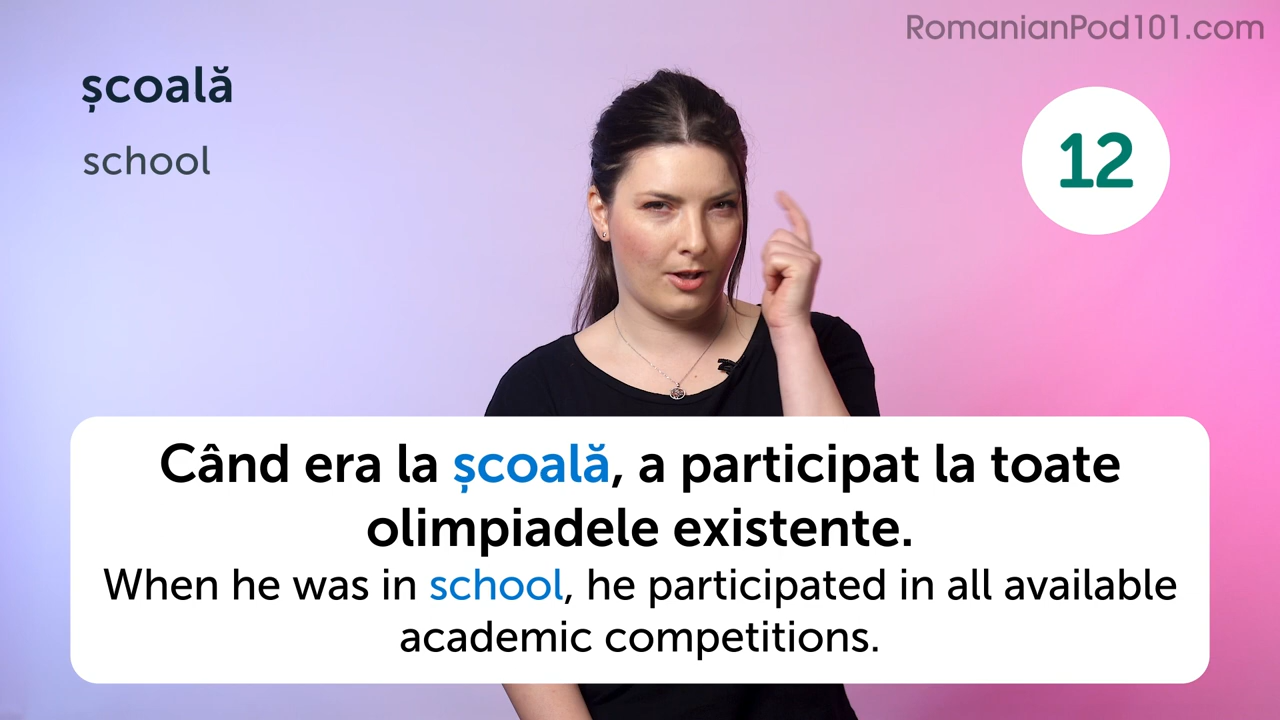 RomanianPod101.com
școală
school
12
Când era la școală, a participat la toate
olimpiadele existente.
When he was in school, he participated in all available
academic competitions.